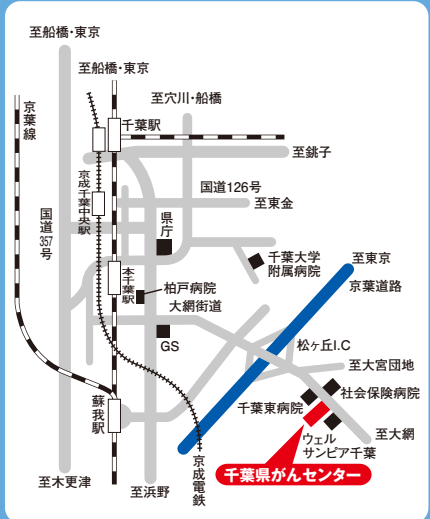 至船橋・東京
至船橋・東京
至穴川・船橋
京葉線
千葉駅
至銚子
国道126号
京成千葉中央駅
至東金
国道357号
県庁
千葉大学
附属病院
至東京
京葉道路
本千葉駅
柏戸病院
大網街道
GS
松ヶ丘I.C
至大宮団地
社会保険病院
蘇我駅
千葉東病院
ウェル
サンピア千葉
至大網
京成電鉄
千葉県がんセンター
至木更津
至浜野